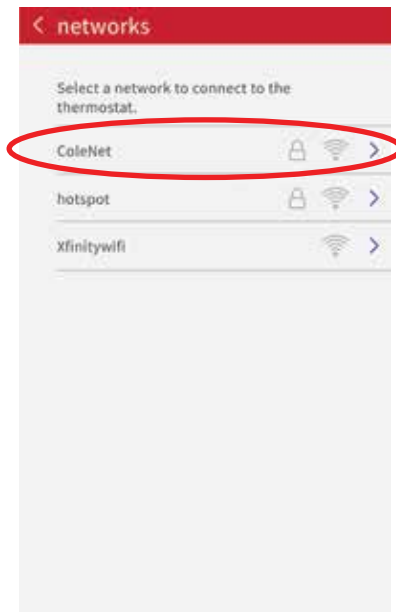 networks
Select a network to connect to the
thermostat.
ColeNet
hotspot
Xfinitywifi